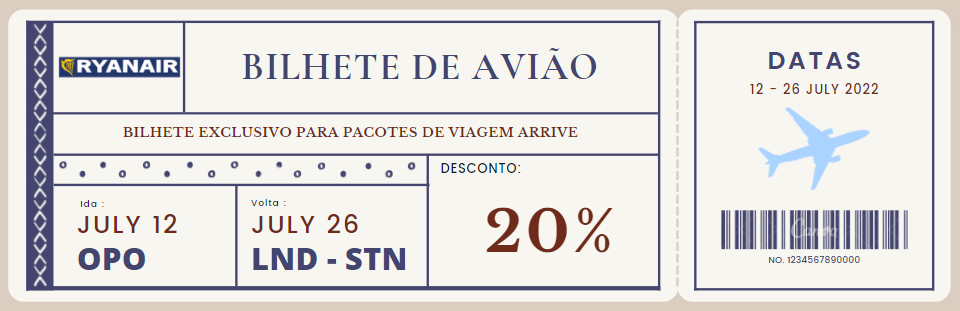 RYANAIR
BILHETE DE AVIÃO
BILHETE EXCLUSIVO PARA PACOTES DE VIAGEM ARRIVE
DESCONTO:
20%
Ida :
JULY 12
OPO
Volta :
JULY 26
LND - STN
DATAS
12 - 26 JULY 2022
Canva
NO. 1234567890000